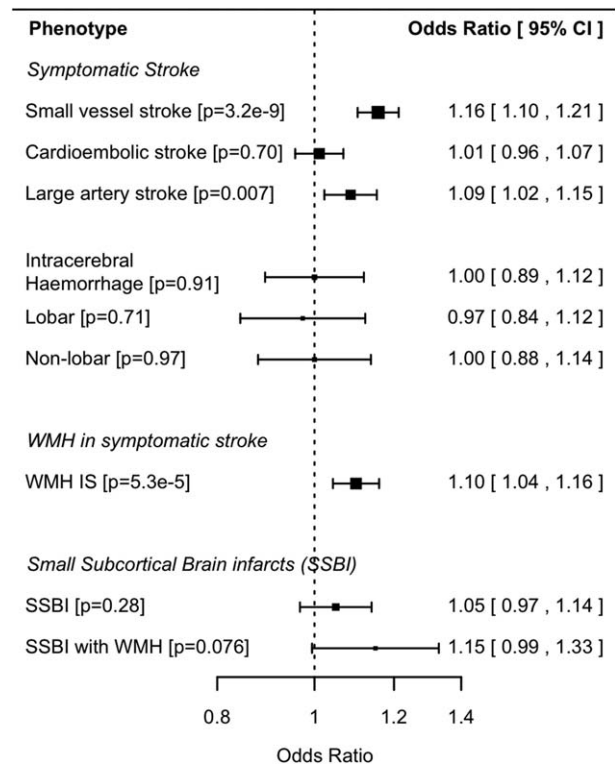 Phenotype Odds Ratio [ 95% CI ]
Symptomatic Stroke
Small vessel stroke [p=3.2e-9] 1.16 [ 1.10 , 1.21 ]
Cardioembolic stroke [p=0.70] 1.01 [ 0.96 , 1.07 ]
Large artery stroke [p=0.007] 1.09 [ 1.02 , 1.15 ]
Intracerebral
Haemorrhage [p=0.91] 1.00 [ 0.89 , 1.12 ]
Lobar [p=0.71] 0.97 [ 0.84 , 1.12 ]
Non-lobar [p=0.97] 1.00 [ 0.88 , 1.14 ]
WMH in symptomatic stroke
WMH IS [p=5.3e-5] 1.10 [ 1.04 , 1.16 ]
Small Subcortical Brain infarcts (SSBI)
SSBI [p=0.28] 1.05 [ 0.97 , 1.14 ]
SSBI with WMH [p=0.076] 1.15 [ 0.99 , 1.33 ]
0.8 1 1.2 1.4
Odds Ratio